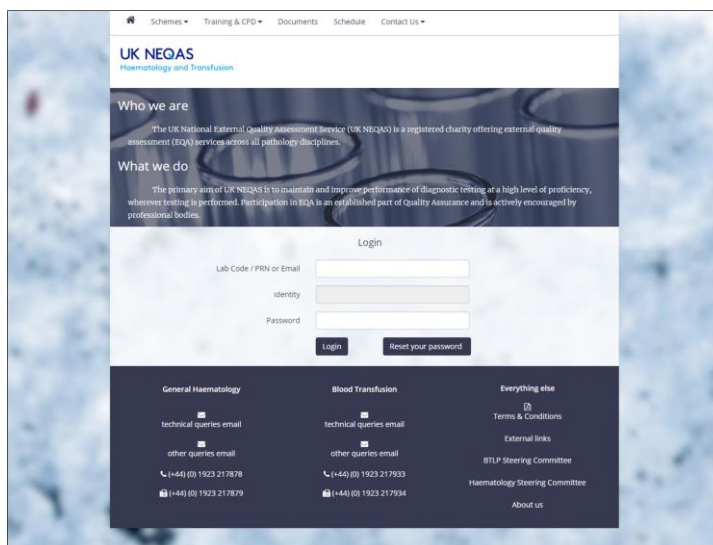 Schemes Training & CPD Documents Schedule Contact Us
UK NEQAS
Haematology and Transfusion
Who we are
The UK National External Quality Assessment Service (UK NEQAS) is a registered charity offering external quality
assessment (EQA) services across all pathology disciplines.
What we do
The primary aim of UK NEQAS is to maintain and improve performance of diagnostic testing at a high level of proficiency,
wherever testing is performed. Participation in EQA is an established part of Quality Assurance and is actively encouraged by
professional bodies.
Login
Lab Code / PRN or Email
Identity
Password
Login Reset your password
General Haematology
technical queries email
other queries email
(+44) (0) 1923 217878
(+44) (0) 1923 217879
Blood Transfusion
technical queries email
other queries email
(+44) (0) 1923 217933
(+44) (0) 1923 217934
Everything else
Terms & Conditions
External links
BTLP Steering Committee
Haematology Steering Committee
About us